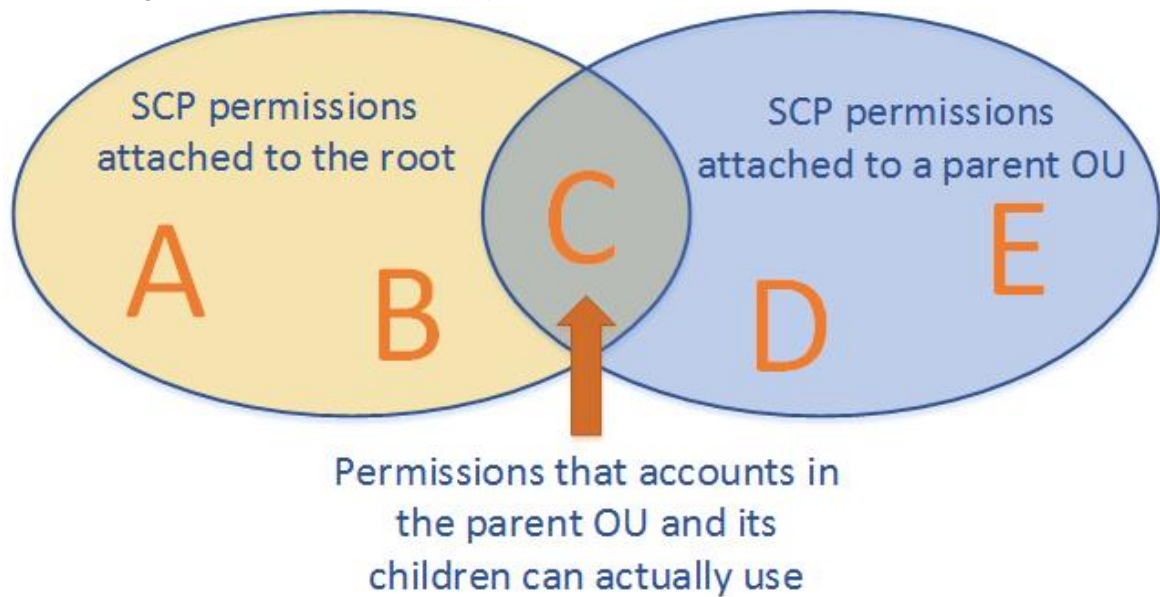 SCP permissions
attached to the root
SCP permissions
attached to a parent OU
A
B
C
D
E
Permissions that accounts in
the parent OU and its
children can actually use